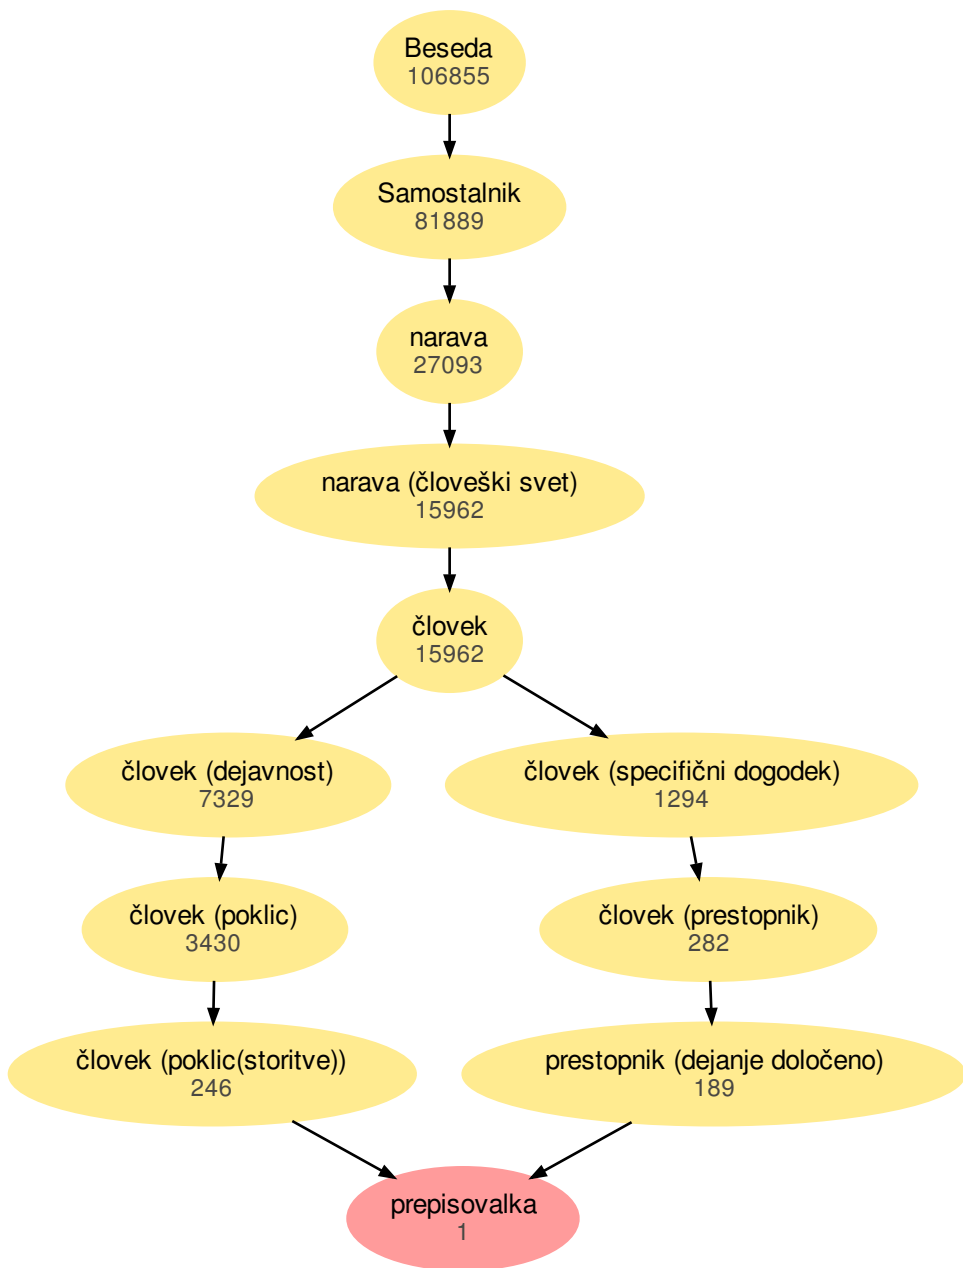 Beseda
106855
Samostalnik
81889
narava
27093
narava (človeški svet)
15962
človek
15962
človek (dejavnost)
7329
človek (specifični dogodek)
1294
človek (poklic)
3430
človek (prestopnik)
282
človek (poklic(storitve))
246
prestopnik (dejanje določeno)
189
prepisovalka
1